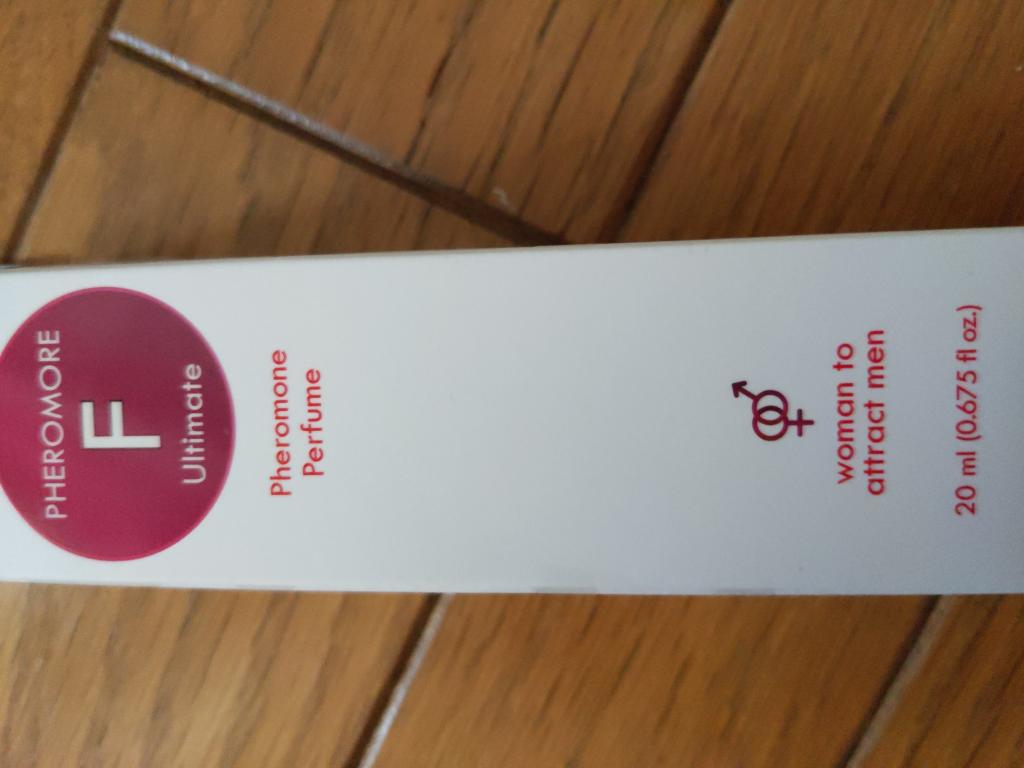 PHEROMORE
F
Ultimate
Pheromone
Perfume
woman to
attract men
20 ml (0.675 fl oz.)